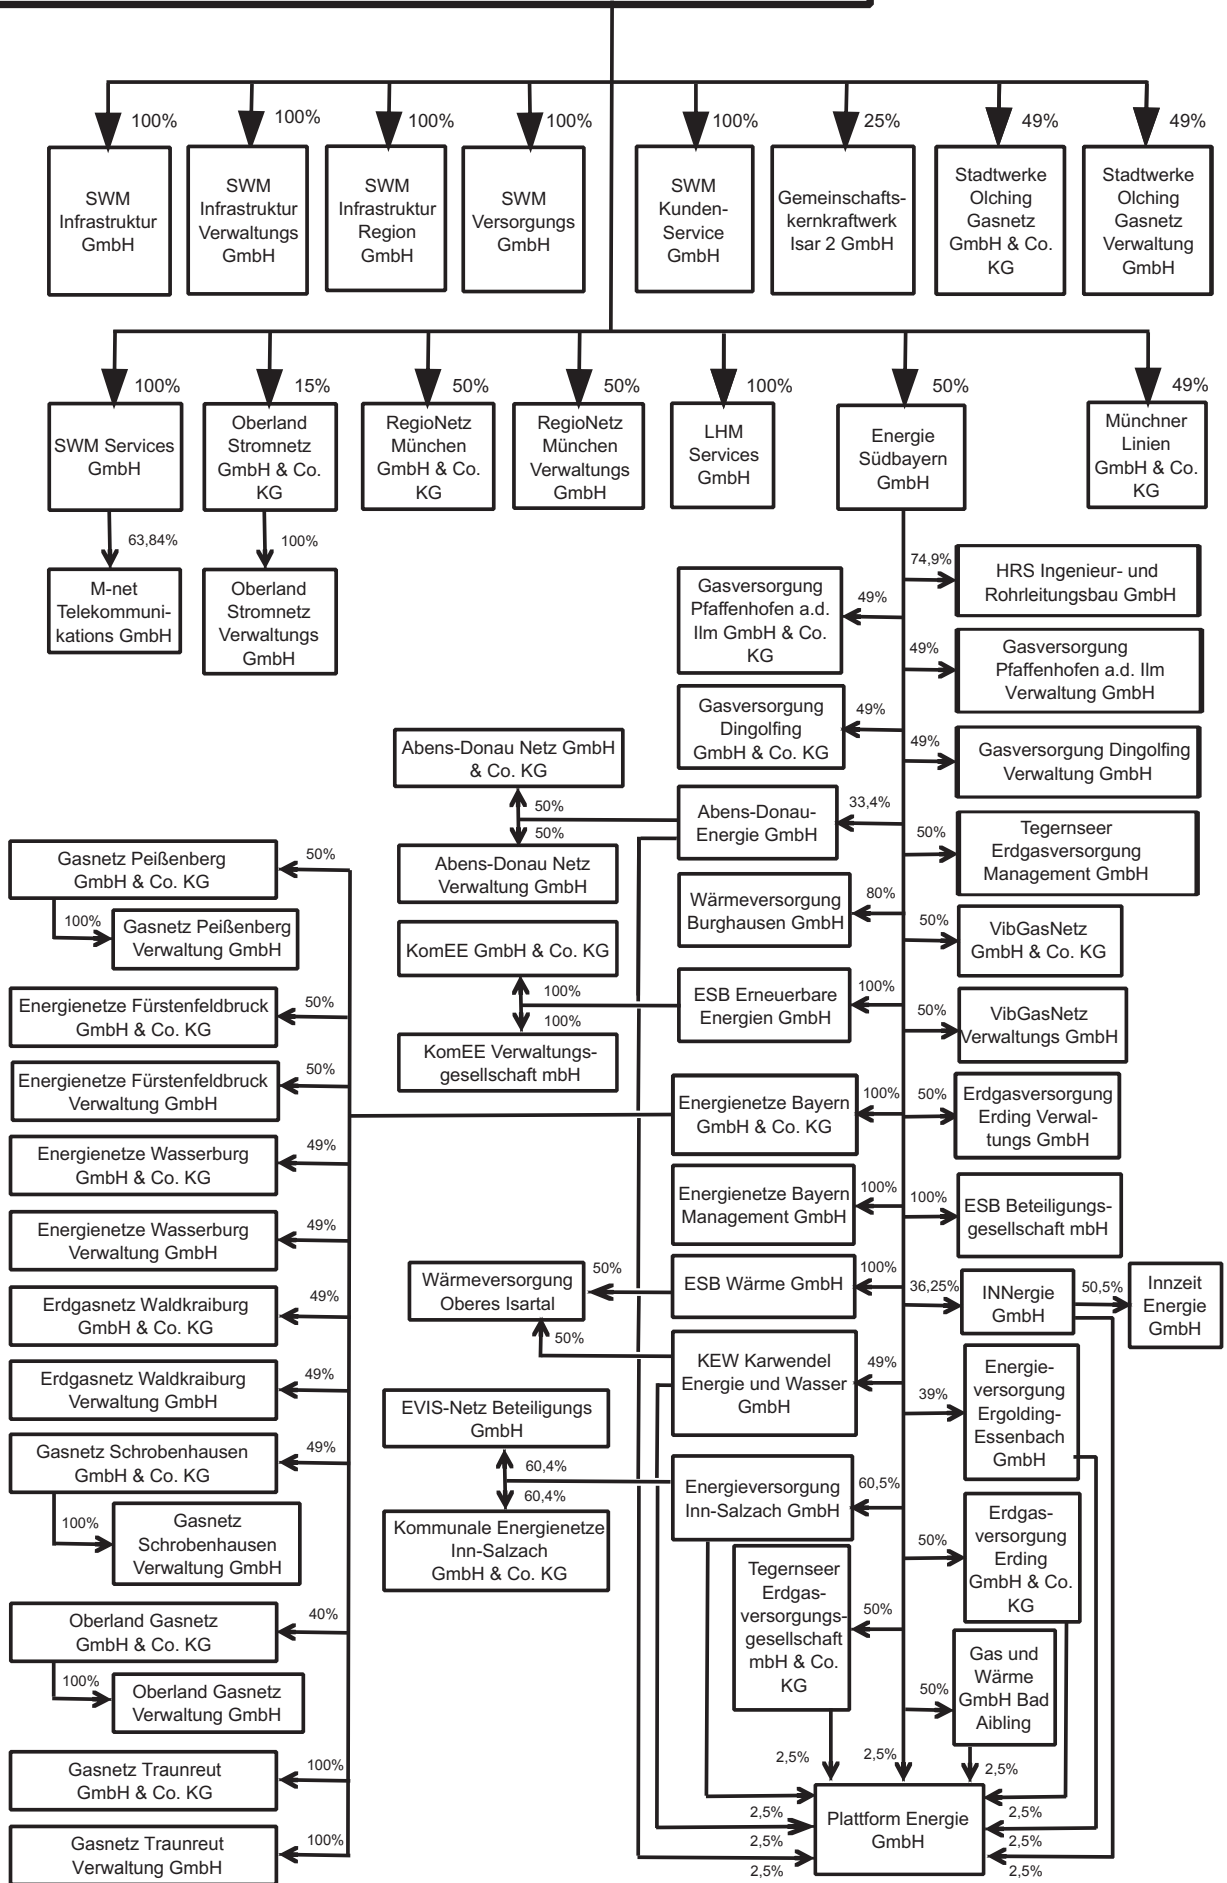 100%
100%
100%
100%
100%
25%
49%
49%
SWM
Infrastruktur
GmbH
SWM
Infrastruktur
Verwaltungs
GmbH
SWM
Infrastruktur
Region
GmbH
SWM
Versorgungs
GmbH
SWM
Kunden-
Service
GmbH
Gemeinschafts-
kernkraftwerk
Isar 2 GmbH
Stadtwerke
Olching
Gasnetz
GmbH & Co.
KG
Stadtwerke
Olching
Gasnetz
Verwaltung
GmbH
100%
15%
50%
50%
100%
50%
49%
SWM Services
GmbH
Oberland
Stromnetz
GmbH & Co.
KG
RegioNetz
München
GmbH & Co.
KG
RegioNetz
München
Verwaltungs
GmbH
LHM
Services
GmbH
Energie
Südbayern
GmbH
Münchner
Linien
GmbH & Co.
KG
63,84%
100%
M-net
Telekommuni-
kations GmbH
Oberland
Stromnetz
Verwaltungs
GmbH
74,9%
HRS Ingenieur- und
Rohrleitungsbau GmbH
Gasversorgung
Pfaffenhofen a.d.
Ilm GmbH & Co.
KG
49%
49%
Gasversorgung
Pfaffenhofen a.d. Ilm
Verwaltung GmbH
Gasversorgung
Dingolfing
GmbH & Co. KG
49%
49%
Gasversorgung Dingolfing
Verwaltung GmbH
Abens-Donau Netz GmbH
& Co. KG
50%
50%
Abens-Donau Netz
Verwaltung GmbH
Abens-Donau-
Energie GmbH
33,4%
50%
Tegernseer
Erdgasversorgung
Management GmbH
Gasnetz Peißenberg
GmbH & Co. KG
50%
100%
Gasnetz Peißenberg
Verwaltung GmbH
Wärmeversorgung
Burghausen GmbH
80%
50%
VibGasNetz
GmbH & Co. KG
KomEE GmbH & Co. KG
100%
100%
KomEE Verwaltungs-
gesellschaft mbH
ESB Erneuerbare
Energien GmbH
100%
50%
VibGasNetz
Verwaltungs GmbH
Energienetze Fürstenfeldbruck
GmbH & Co. KG
50%
Energienetze Fürstenfeldbruck
Verwaltung GmbH
50%
Energienetze Bayern
GmbH & Co. KG
100%
50%
Erdgasversorgung
Erding Verwal-
tungs GmbH
Energienetze Wasserburg
GmbH & Co. KG
49%
Energienetze Bayern
Management GmbH
100%
100%
ESB Beteiligungs-
gesellschaft mbH
Energienetze Wasserburg
Verwaltung GmbH
49%
Wärmeversorgung
Oberes Isartal
50%
50%
ESB Wärme GmbH
100%
36,25%
INNergie
GmbH
50,5%
Innzeit
Energie
GmbH
Erdgasnetz Waldkraiburg
GmbH & Co. KG
49%
Erdgasnetz Waldkraiburg
Verwaltung GmbH
49%
KEW Karwendel
Energie und Wasser
GmbH
49%
39%
Energie-
versorgung
Ergolding-
Essenbach
GmbH
EVIS-Netz Beteiligungs
GmbH
60,4%
60,4%
Kommunale Energienetze
Inn-Salzach
GmbH & Co. KG
Gasnetz Schrobenhausen
GmbH & Co. KG
49%
100%
Gasnetz
Schrobenhausen
Verwaltung GmbH
Energieversorgung
Inn-Salzach GmbH
60,5%
50%
Erdgas-
versorgung
Erding
GmbH & Co.
KG
Tegernseer
Erdgas-
versorgungs-
gesellschaft
mbH & Co.
KG
50%
50%
Gas und
Wärme
GmbH Bad
Aibling
Oberland Gasnetz
GmbH & Co. KG
40%
100%
Oberland Gasnetz
Verwaltung GmbH
Gasnetz Traunreut
GmbH & Co. KG
100%
Gasnetz Traunreut
Verwaltung GmbH
100%
2,5%
2,5%
2,5%
Plattform Energie
GmbH
2,5%
2,5%
2,5%
2,5%
2,5%
2,5%